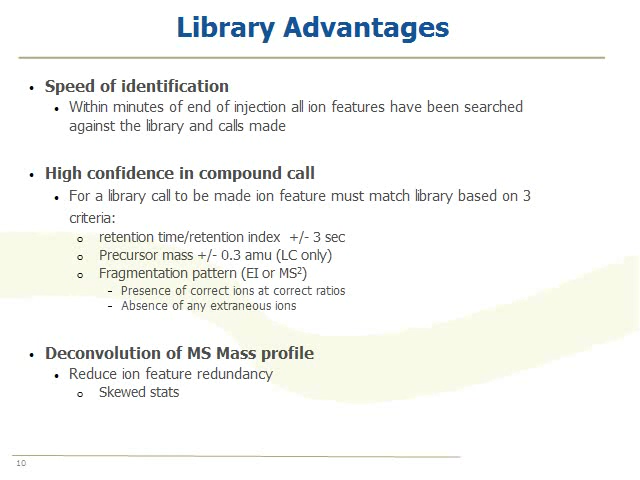 Library Advantages
• Speed of identification
• Within minutes of end of injection all ion features have been searched
against the library and calls made
• High confidence in compound call
• For a library call to be made ion feature must match library based on 3
criteria:
o retention time/retention index +/- 3 sec
o Precursor mass +/- 0.3 amu (LC only)
o Fragmentation pattern (EI or MS²)
– Presence of correct ions at correct ratios
– Absence of any extraneous ions
• Deconvolution of MS Mass profile
• Reduce ion feature redundancy
o Skewed stats
10